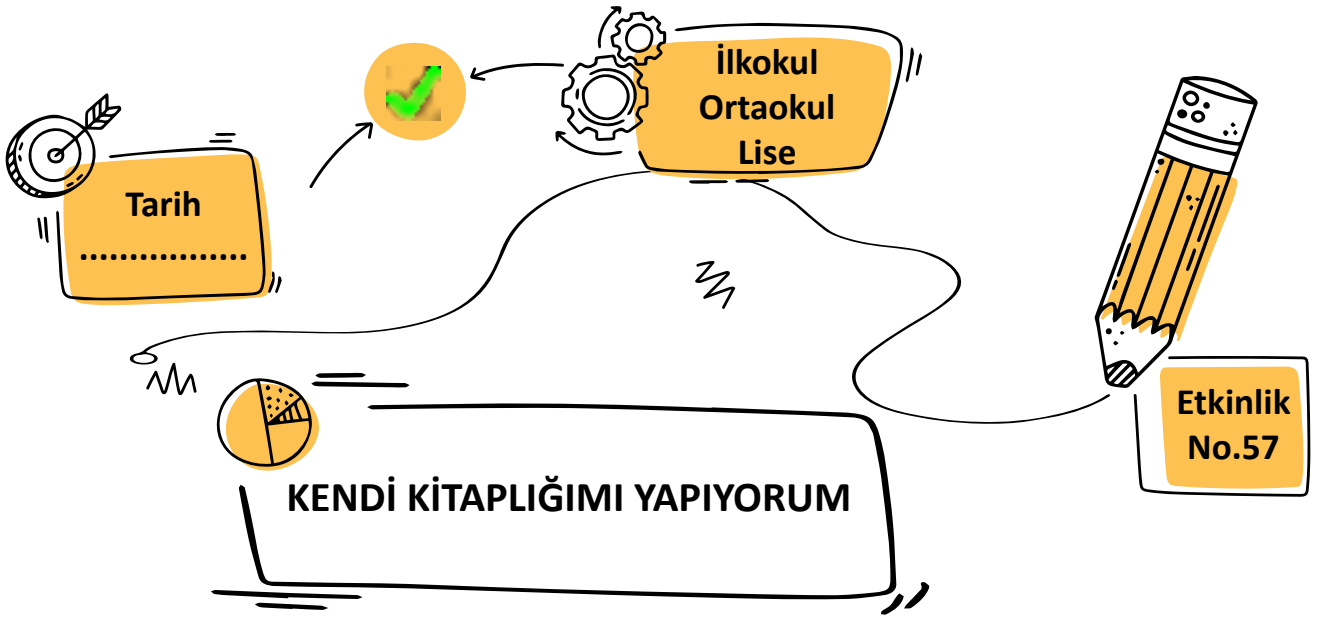 İlkokul
Ortaokul
Lise
Tarih
.................
Etkinlik
No.57
KENDİ KİTAPLIĞIMI YAPIYORUM